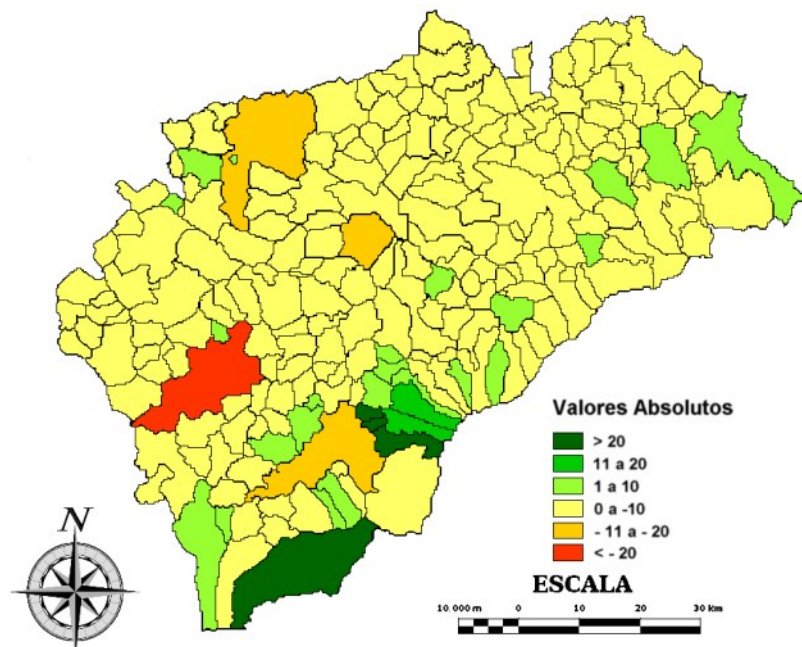 Valores Absolutos
> 20
11 a 20
1 a 10
0 a -10
- 11 a - 20
< - 20
N
ESCALA
10 000 m 0 10 20 30 km